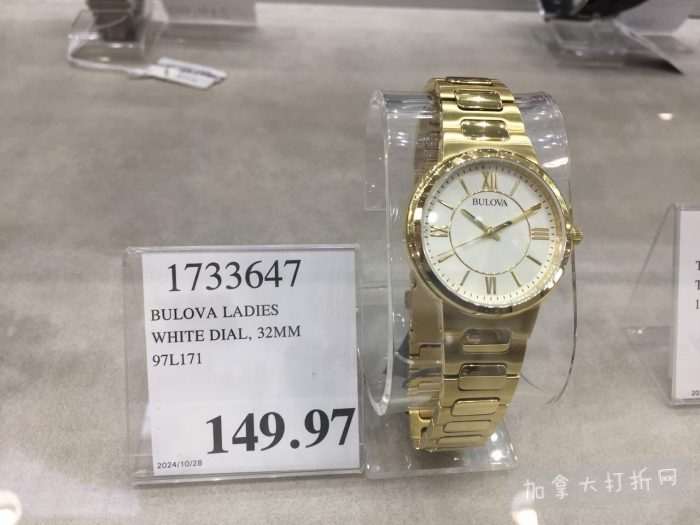 1733647
BULOVA LADIES
WHITE DIAL, 32MM
97L171
149.97
2024/10/28
BULOVA
加拿大打折网